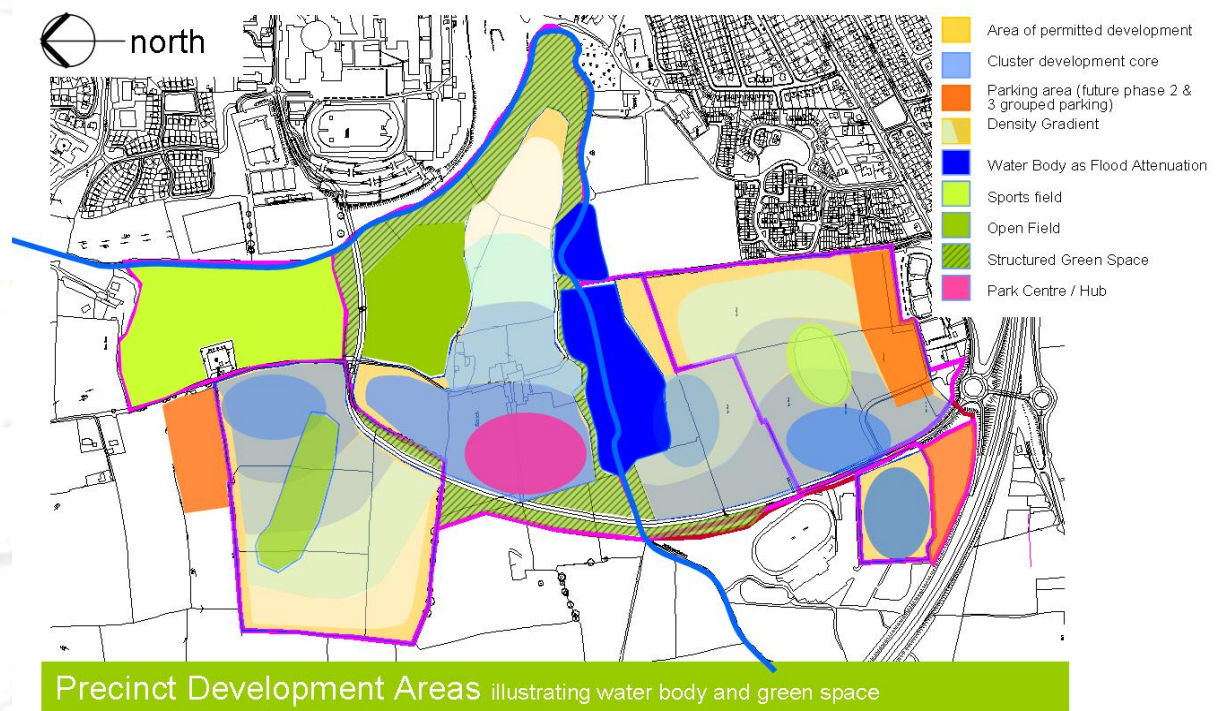 north
Area of permitted development
Cluster development core
Parking area (future phase 2 &
3 grouped parking)
Density Gradient
Water Body as Flood Attenuation
Sports field
Open Field
Structured Green Space
Park Centre / Hub
Precinct Development Areas illustrating water body and green space